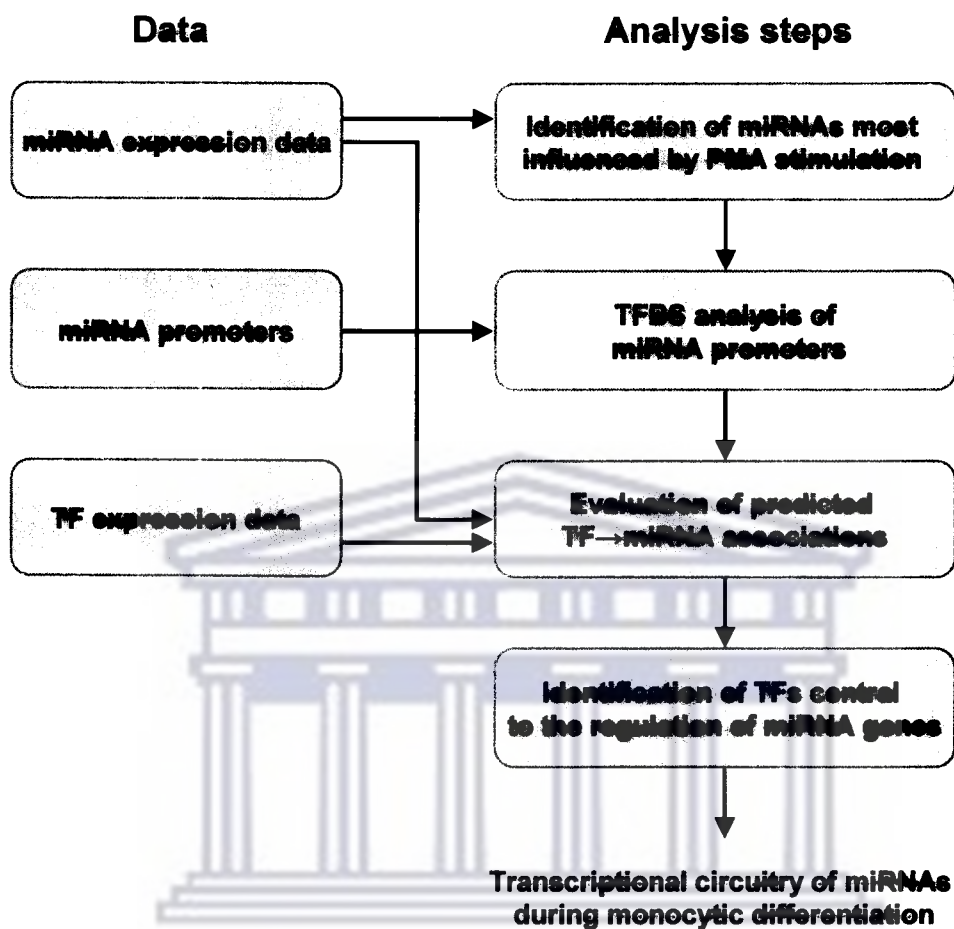 Data
Analysis steps
miRNA expression data
Identification of miRNAs most
influenced by PMA stimulation
miRNA promoters
TFBS analysis of
miRNA promoters
TF expression data
Evaluation of predicted
TF→miRNA associations
Identification of TFs central
to the regulation of miRNA genes
Transcriptional circuitry of miRNAs
during monocytic differentiation